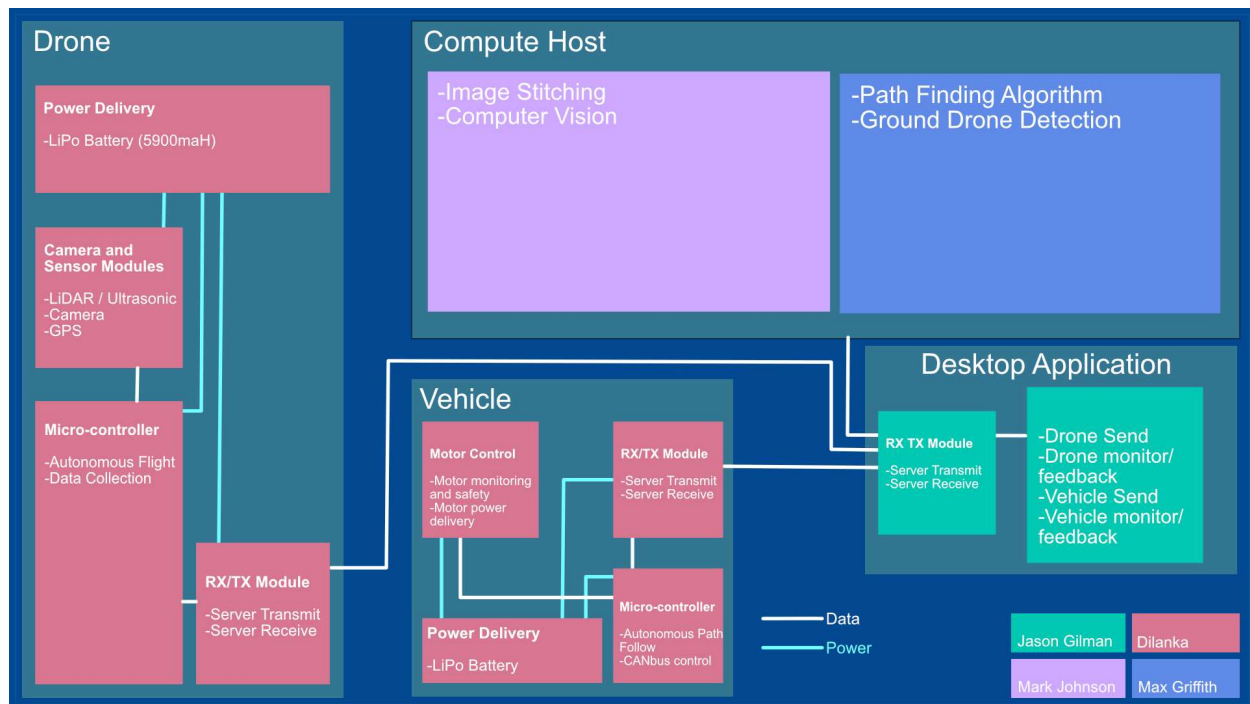 Drone
Power Delivery
-LiPo Battery (5900maH)
Camera and
Sensor Modules
-LiDAR / Ultrasonic
-Camera
-GPS
Micro-controller
-Autonomous Flight
-Data Collection
RX/TX Module
-Server Transmit
-Server Receive
Compute Host
-Image Stitching
-Computer Vision
-Path Finding Algorithm
-Ground Drone Detection
Vehicle
Motor Control
-Motor monitoring
and safety
-Motor power
delivery
RX/TX Module
-Server Transmit
-Server Receive
Power Delivery
-LiPo Battery
Micro-controller
-Autonomous Path
Follow
-CANbus control
Desktop Application
RX TX Module
-Server Transmit
-Server Receive
-Drone Send
-Drone monitor/
feedback
-Vehicle Send
-Vehicle monitor/
feedback
Data
Power
Jason Gilman
Dilanka
Mark Johnson
Max Griffith